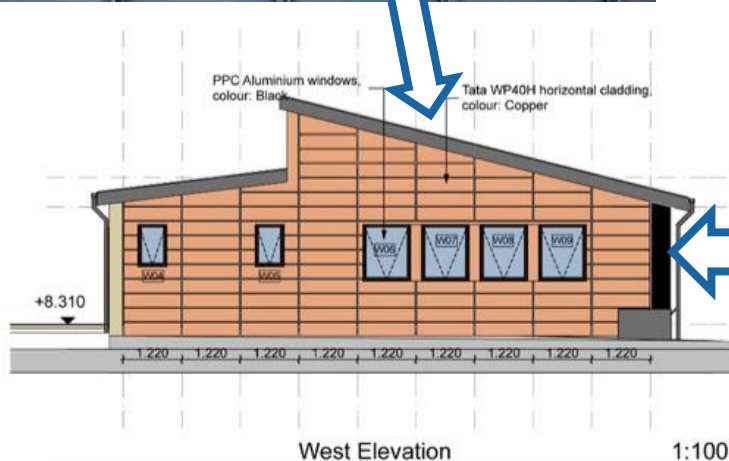 PPC Aluminium windows,
colour: Black
Tata WP40H horizontal cladding,
colour: Copper
W04
W05
W06
W07
W08
W09
+8.310
1.220 1.220 1.220 1.220 1.220 1.220 1.220 1.220 1.220
West Elevation
1:100